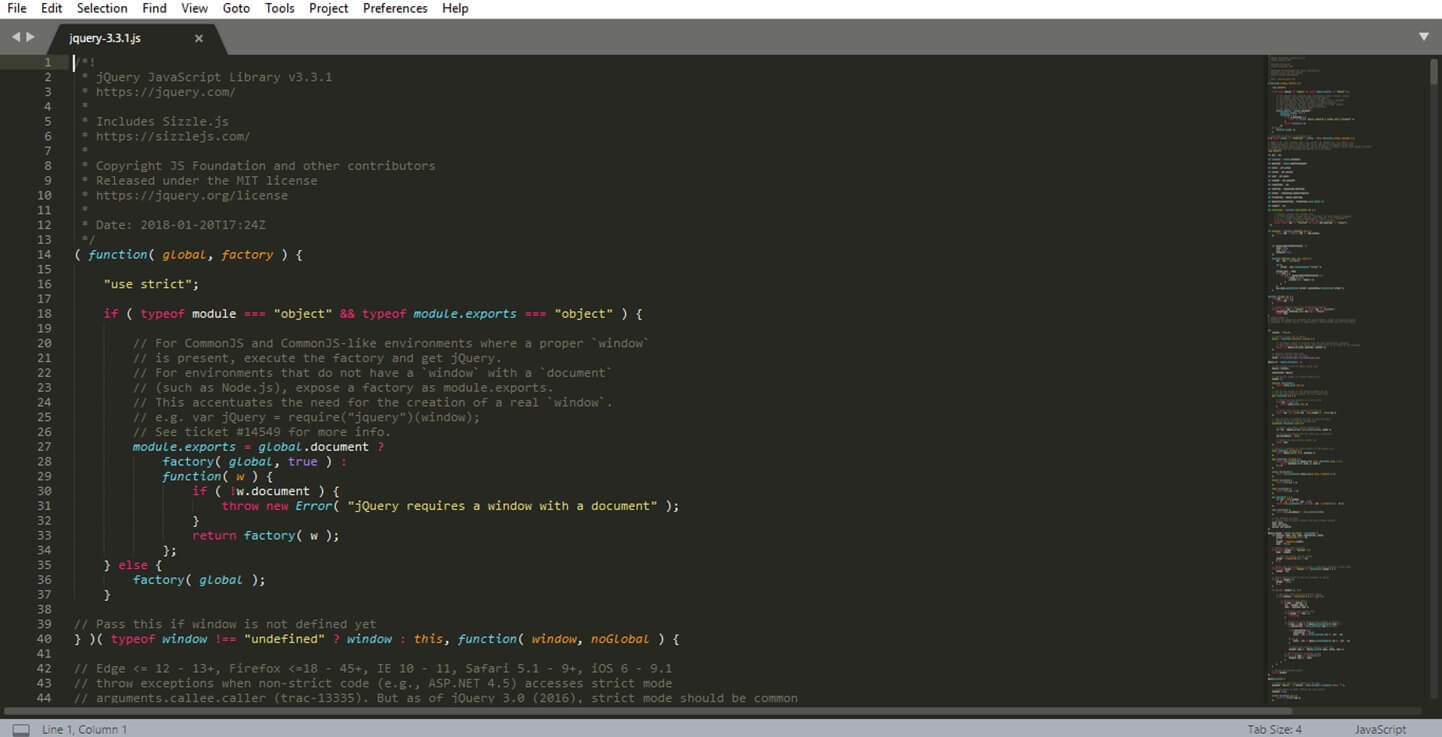 File Edit Selection Find View Goto Tools Project Preferences Help
jquery-3.3.1.js ×
1 /*!
2 * jQuery JavaScript Library v3.3.1
3 * https://jquery.com/
4 *
5 * Includes Sizzle.js
6 * https://sizzlejs.com/
7 *
8 * Copyright JS Foundation and other contributors
9 * Released under the MIT license
10 * https://jquery.org/license
11 *
12 * Date: 2018-01-20T17:24Z
13 */
14 ( function( global, factory ) {
15
16 "use strict";
17
18 if ( typeof module === "object" && typeof module.exports === "object" ) {
19
20 // For CommonJS and CommonJS-like environments where a proper `window`
21 // is present, execute the factory and get jQuery.
22 // For environments that do not have a `window` with a `document`
23 // (such as Node.js), expose a factory as module.exports.
24 // This accentuates the need for the creation of a real `window`.
25 // e.g. var jQuery = require("jquery")(window);
26 // See ticket #14549 for more info.
27 module.exports = global.document ?
28 factory( global, true ) :
29 function( w ) {
30 if ( !w.document ) {
31 throw new Error( "jQuery requires a window with a document" );
32 }
33 return factory( w );
34 };
35 } else {
36 factory( global );
37 }
38
39 // Pass this if window is not defined yet
40 } )( typeof window !== "undefined" ? window : this, function( window, noGlobal ) {
41
42 // Edge <= 12 - 13+, Firefox <=18 - 45+, IE 10 - 11, Safari 5.1 - 9+, iOS 6 - 9.1
43 // throw exceptions when non-strict code (e.g., ASP.NET 4.5) accesses strict mode
44 // arguments.callee.caller (trac-13335). But as of jQuery 3.0 (2016), strict mode should be common
Line 1, Column 1 Tab Size: 4 JavaScript